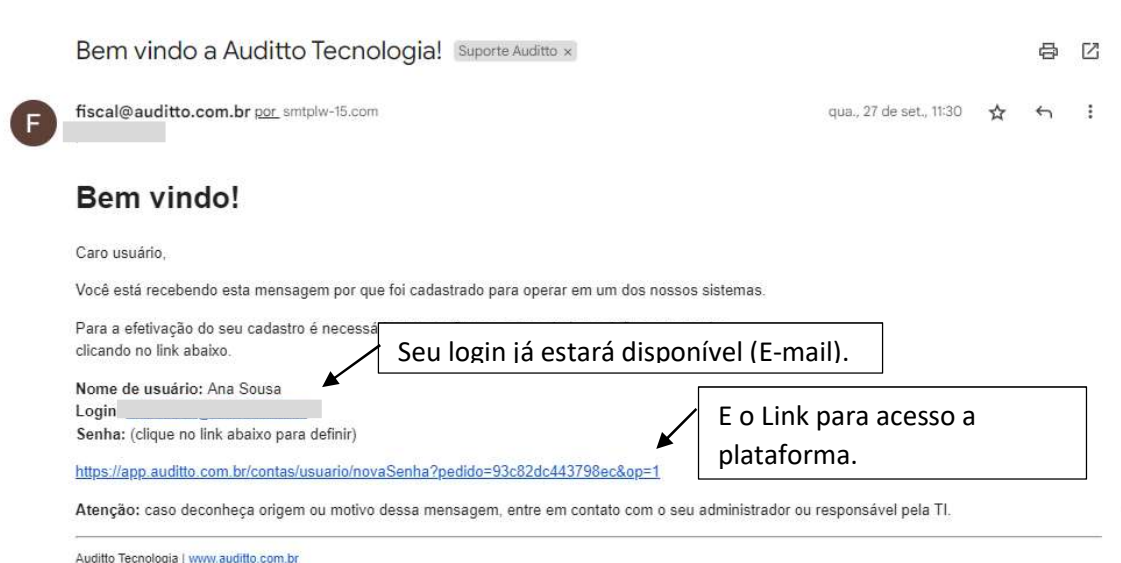 Bem vindo a Auditto Tecnologia! Suporte Auditto ×
F
fiscal@auditto.com.br por smtplw-15.com
qua., 27 de set., 11:30
Bem vindo!
Caro usuário,
Você está recebendo esta mensagem por que foi cadastrado para operar em um dos nossos sistemas.
Para a efetivação do seu cadastro é
clicando no link abaixo.
Seu login já estará disponível (E-mail).
Nome de usuário: Ana Sousa
Login
Senha: (clique no link abaixo para definir)
E o Link para acesso a
plataforma.
https://app.auditto.com.br/contas/usuario/novaSenha?pedido=93c82dc443798ec&op=1
Atenção: caso deconheça origem ou motivo dessa mensagem, entre em contato com o seu administrador ou responsável pela TI.
Auditto Tecnologia | www.auditto.com.br